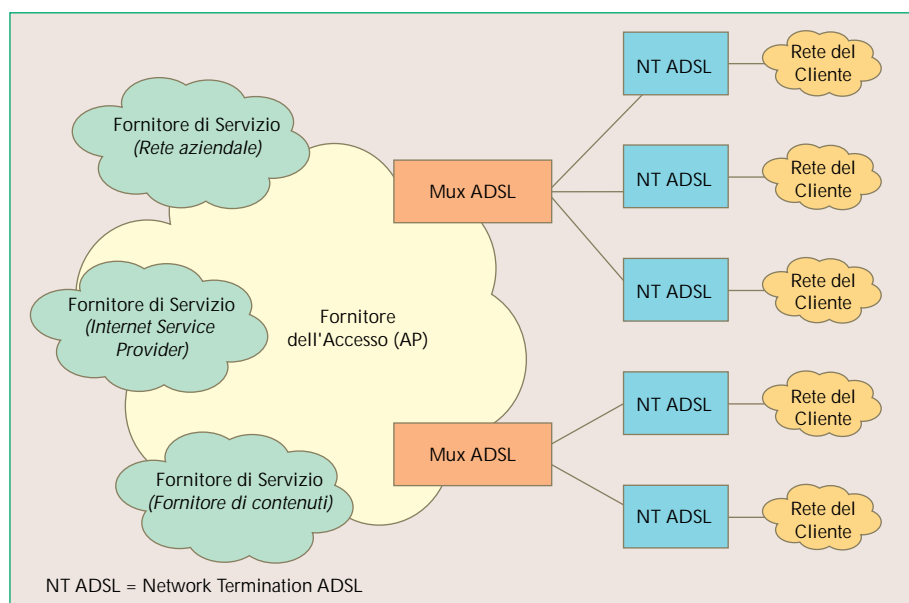 Fornitore di Servizio
(Rete aziendale)
Fornitore di Servizio
(Internet Service
Provider)
Fornitore di Servizio
(Fornitore di contenuti)
Fornitore
dell'Accesso (AP)
Mux ADSL
Mux ADSL
NT ADSL
Rete del
Cliente
NT ADSL
Rete del
Cliente
NT ADSL
Rete del
Cliente
NT ADSL
Rete del
Cliente
NT ADSL
Rete del
Cliente
NT ADSL = Network Termination ADSL